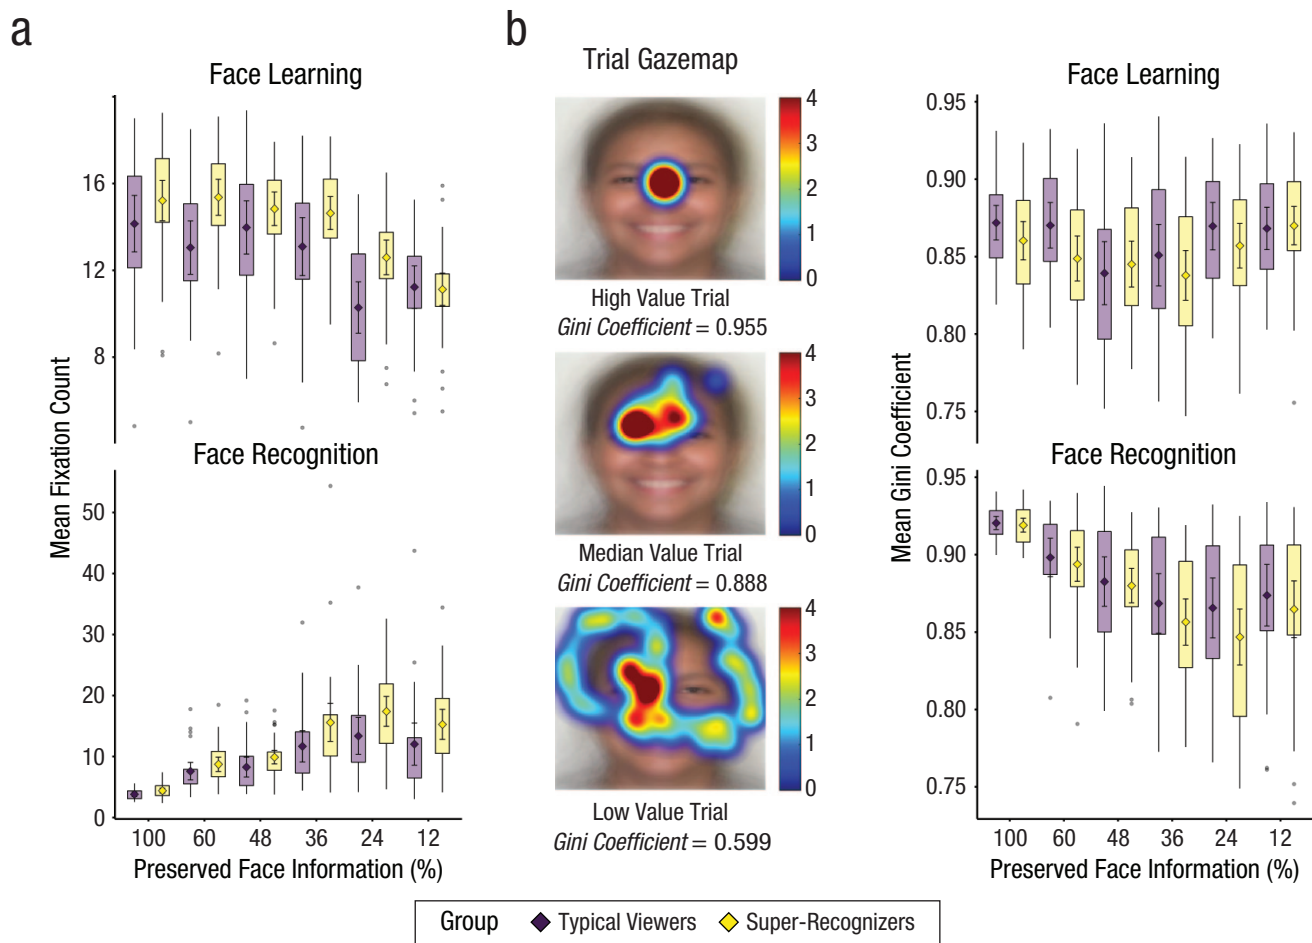 a
Face Learning
16
12
8
Mean Fixation Count
Face Recognition
50
40
30
20
10
0
100 60 48 36 24 12
Preserved Face Information (%)
b
Trial Gazemap
4
3
2
1
0
High Value Trial
Gini Coefficient = 0.955
4
3
2
1
0
Median Value Trial
Gini Coefficient = 0.888
4
3
2
1
0
Low Value Trial
Gini Coefficient = 0.599
Face Learning
0.95
0.90
0.85
0.80
0.75
Mean Gini Coefficient
Face Recognition
0.95
0.90
0.85
0.80
0.75
100 60 48 36 24 12
Preserved Face Information (%)
Group Typical Viewers Super-Recognizers